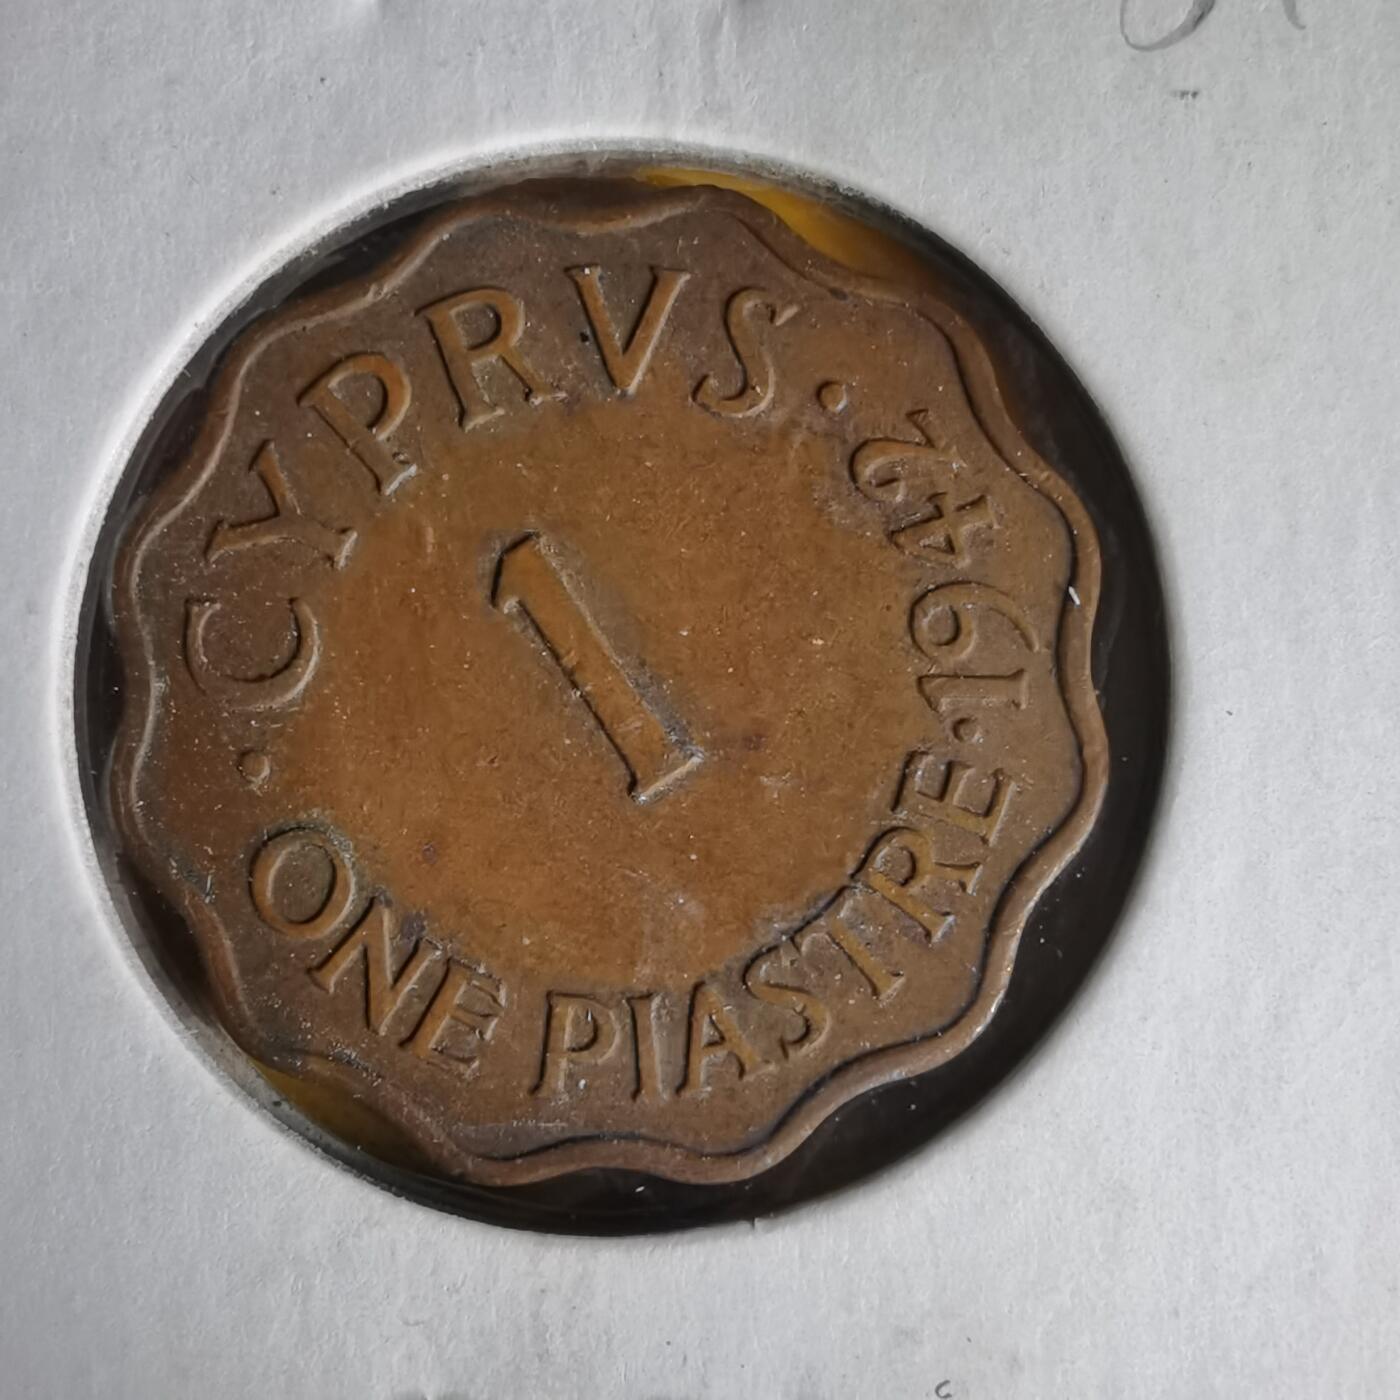 CYPRVS · 1942 ·
1
ONE PIASTRE ·